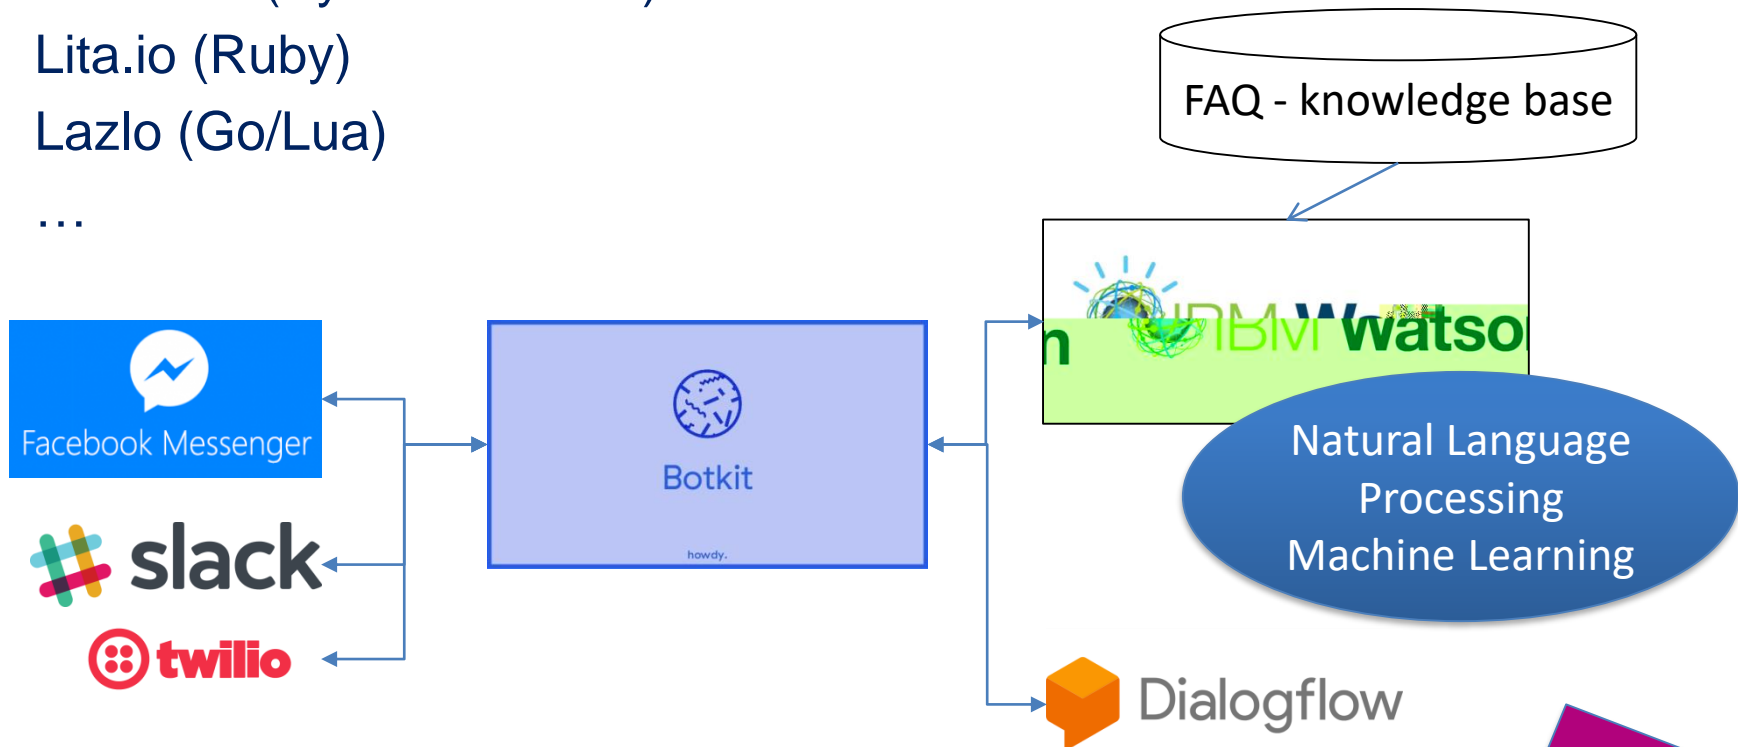 Lita.io (Ruby)
Lazlo (Go/Lua)
…
FAQ - knowledge base
IBM Watson
Facebook Messenger
slack
twilio
Botkit
howdy.
Natural Language
Processing
Machine Learning
Dialogflow